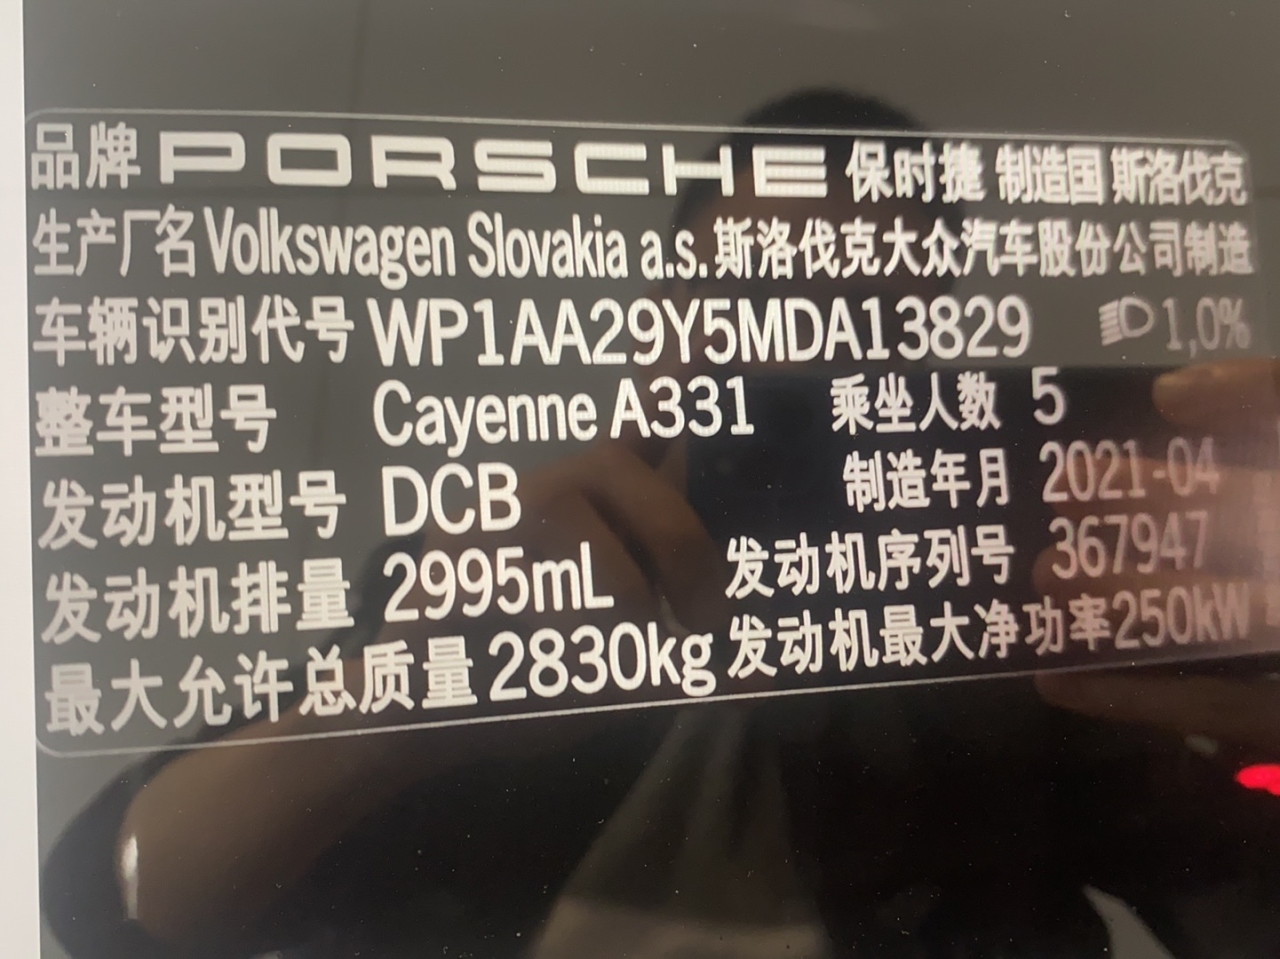 品牌 PORSCHE 保时捷 制造国 斯洛伐克
生产厂名 Volkswagen Slovakia a.s. 斯洛伐克大众汽车股份公司制造
车辆识别代号 WP1AA29Y5MDA13829 1,0%
整车型号 Cayenne A331 乘坐人数 5
发动机型号 DCB 制造年月 2021-04
发动机排量 2995mL 发动机序列号 367947
最大允许总质量 2830kg 发动机最大净功率 250kW